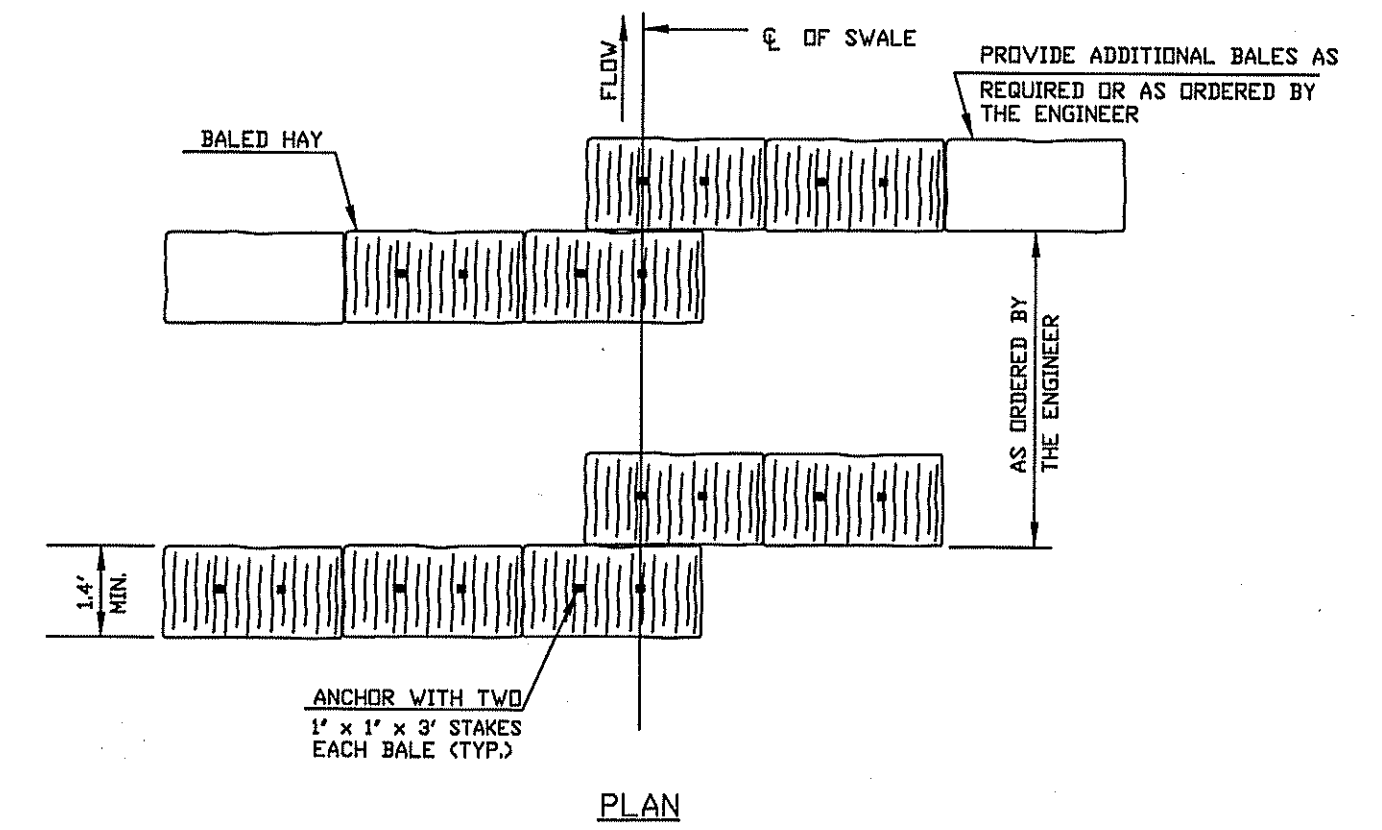 ℄ OF SWALE
FLOW
PROVIDE ADDITIONAL BALES AS
REQUIRED OR AS ORDERED BY
THE ENGINEER
BALED HAY
AS ORDERED BY
THE ENGINEER
1.4'
MIN.
ANCHOR WITH TWO
1' x 1' x 3' STAKES
EACH BALE (TYP.)
PLAN